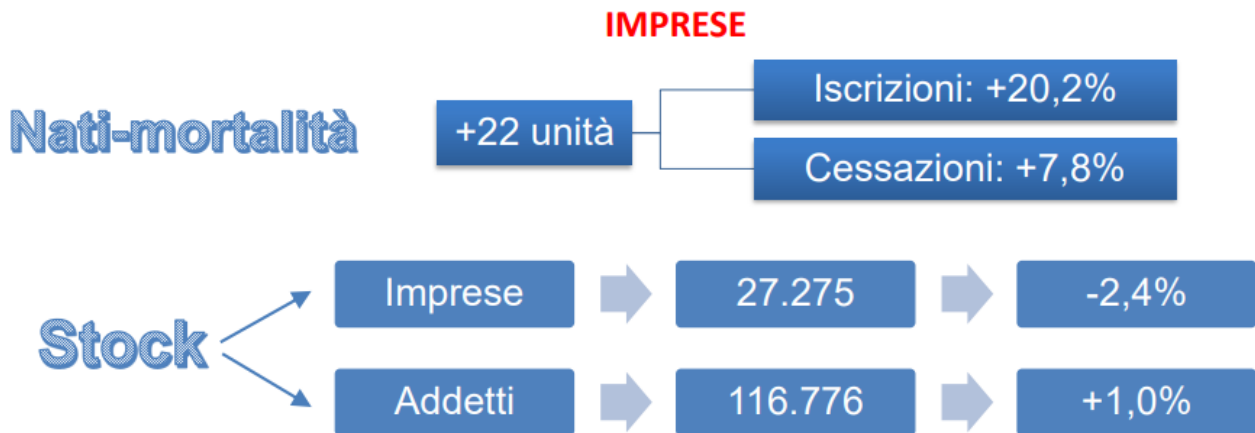 IMPRESE
Nati-mortalità
+22 unità
Iscrizioni: +20,2%
Cessazioni: +7,8%
Stock
Imprese
27.275
-2,4%
Addetti
116.776
+1,0%